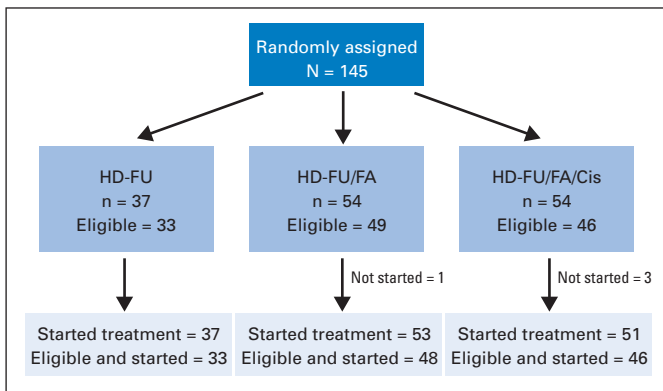 Randomly assigned
N = 145
HD-FU
n = 37
Eligible = 33
HD-FU/FA
n = 54
Eligible = 49
HD-FU/FA/Cis
n = 54
Eligible = 46
Not started = 1
Not started = 3
Started treatment = 37
Eligible and started = 33
Started treatment = 53
Eligible and started = 48
Started treatment = 51
Eligible and started = 46